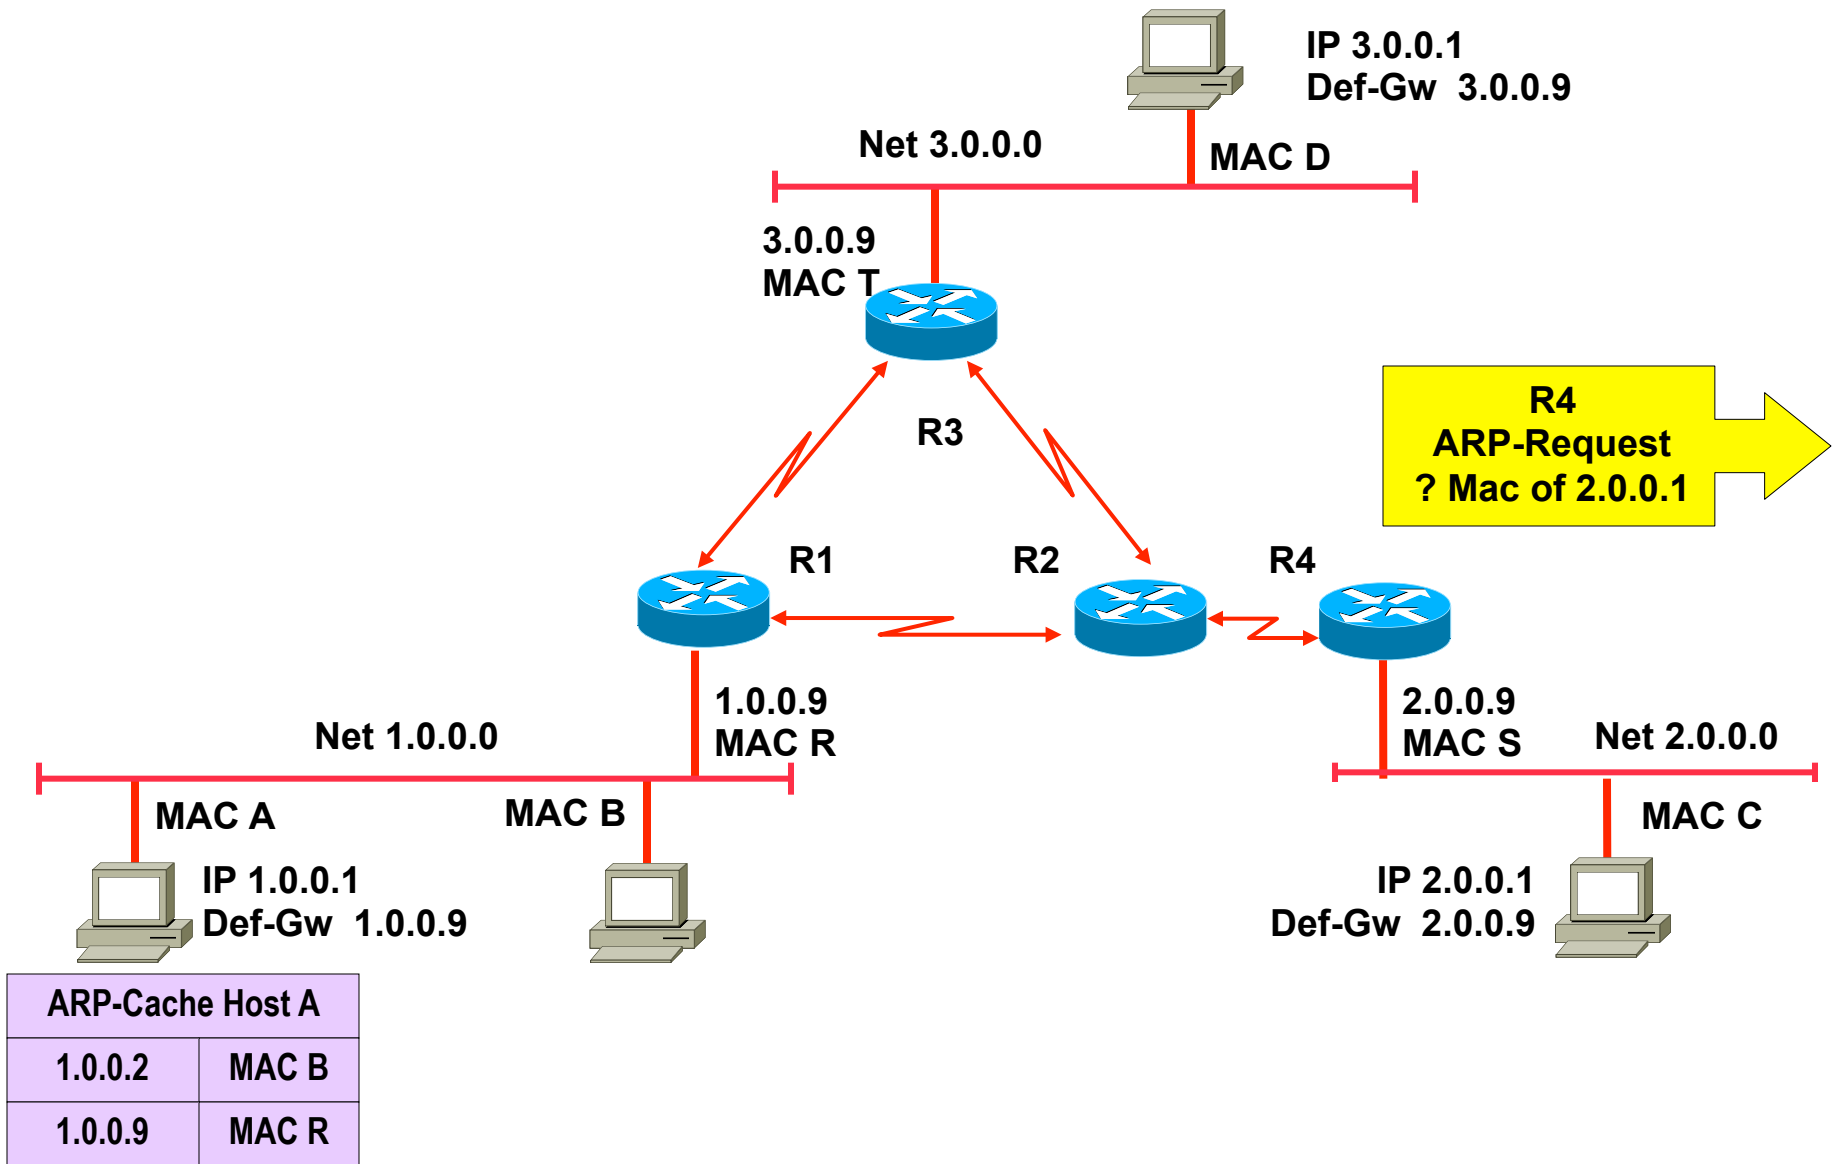 IP 3.0.0.1
Def-Gw 3.0.0.9
Net 3.0.0.0
MAC D
3.0.0.9
MAC T
R3
R4
ARP-Request
? Mac of 2.0.0.1
R1
R2
R4
1.0.0.9
MAC R
2.0.0.9
MAC S
Net 1.0.0.0
Net 2.0.0.0
MAC A
MAC B
MAC C
IP 1.0.0.1
Def-Gw 1.0.0.9
IP 2.0.0.1
Def-Gw 2.0.0.9
ARP-Cache Host A
1.0.0.2 MAC B
1.0.0.9 MAC R